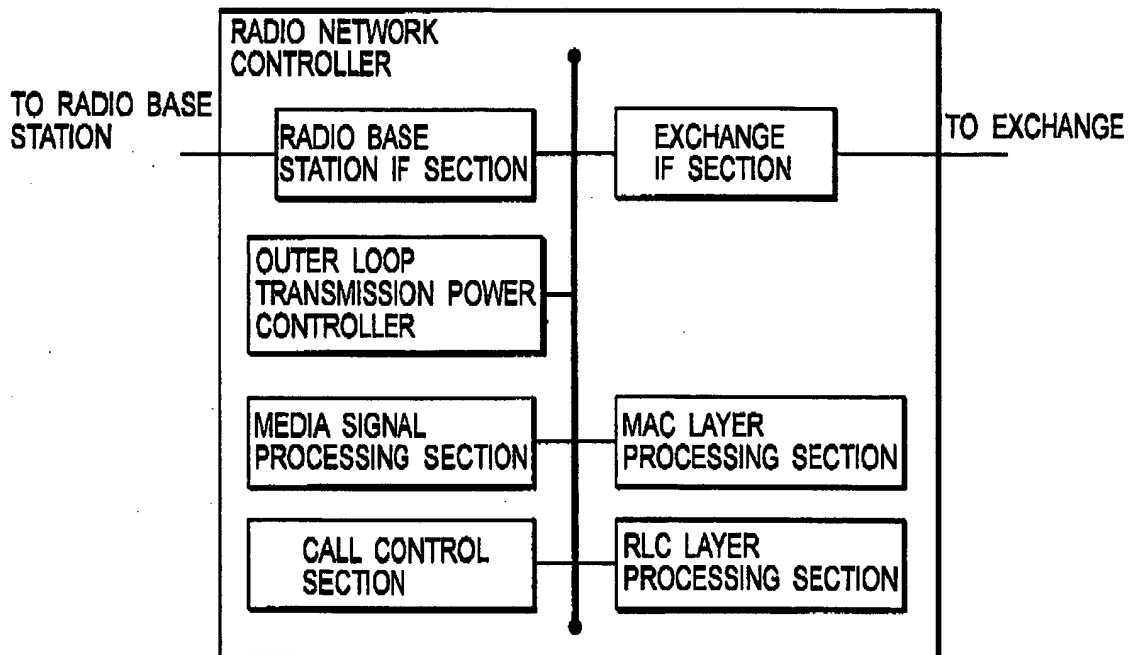 RADIO NETWORK
CONTROLLER
TO RADIO BASE
STATION
RADIO BASE
STATION IF SECTION
EXCHANGE
IF SECTION
TO EXCHANGE
OUTER LOOP
TRANSMISSION POWER
CONTROLLER
MEDIA SIGNAL
PROCESSING SECTION
MAC LAYER
PROCESSING SECTION
CALL CONTROL
SECTION
RLC LAYER
PROCESSING SECTION